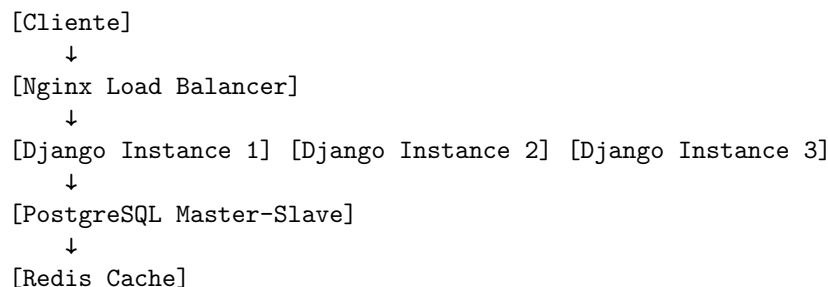 [Cliente]
↓
[Nginx Load Balancer]
↓
[Django Instance 1] [Django Instance 2] [Django Instance 3]
↓
[PostgreSQL Master-Slave]
↓
[Redis Cache]